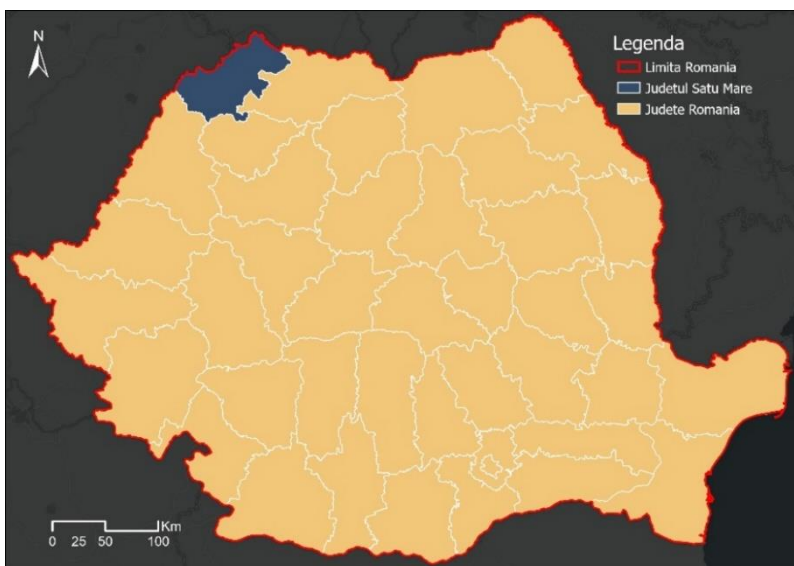 N
Legenda
Limita Romania
Judetul Satu Mare
Judete Romania
Km
0 25 50 100